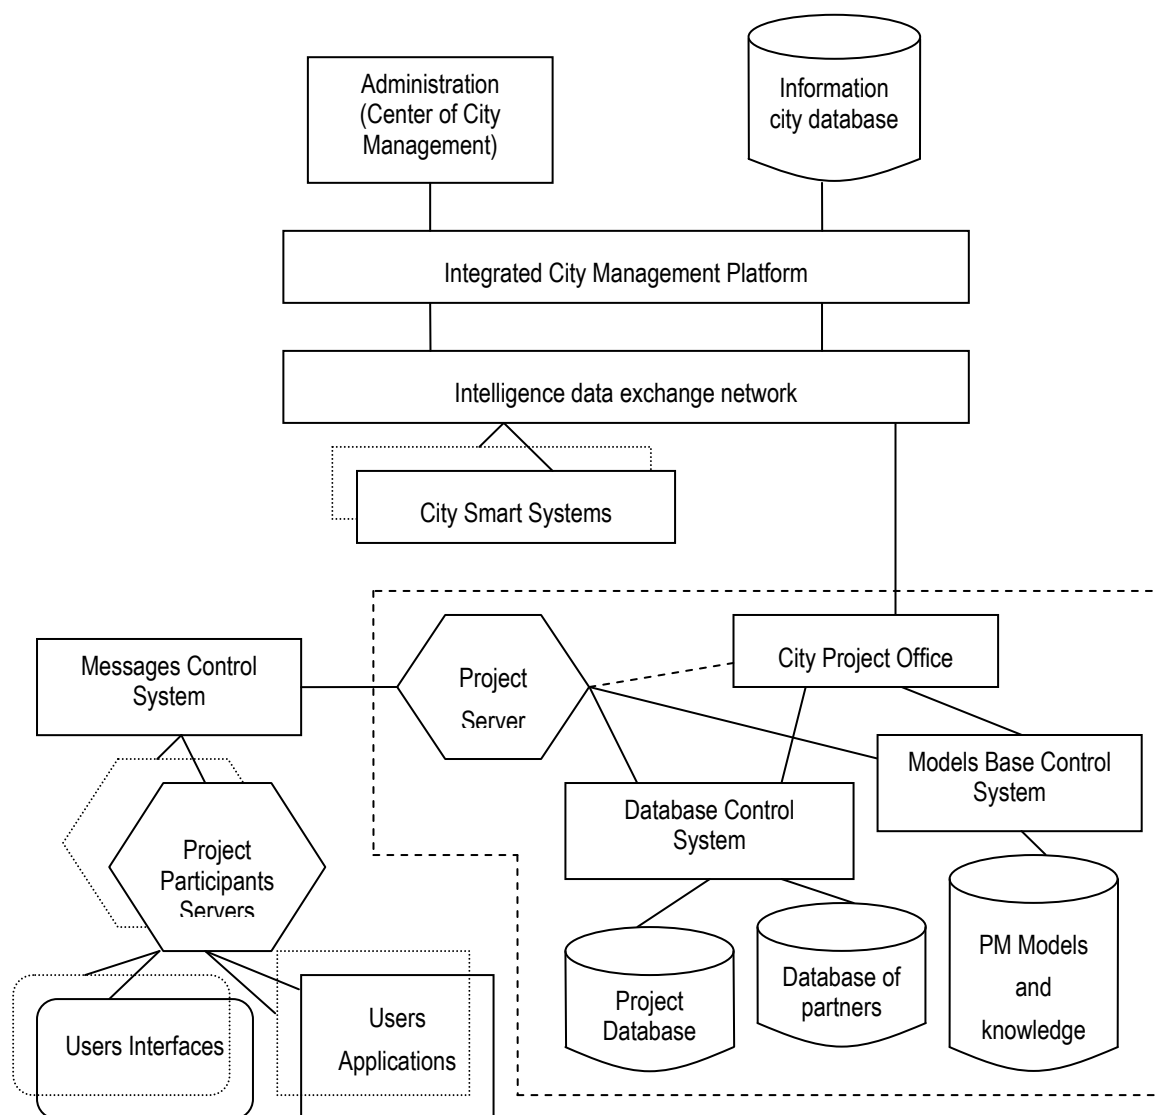 Administration
(Center of City
Management)
Information
city database
Integrated City Management Platform
Intelligence data exchange network
City Smart Systems
Messages Control
System
Project
Server
City Project Office
Models Base Control
System
Database Control
System
Project
Participants
Servers
PM Models
and
knowledge
Database of
partners
Project
Database
Users
Applications
Users Interfaces